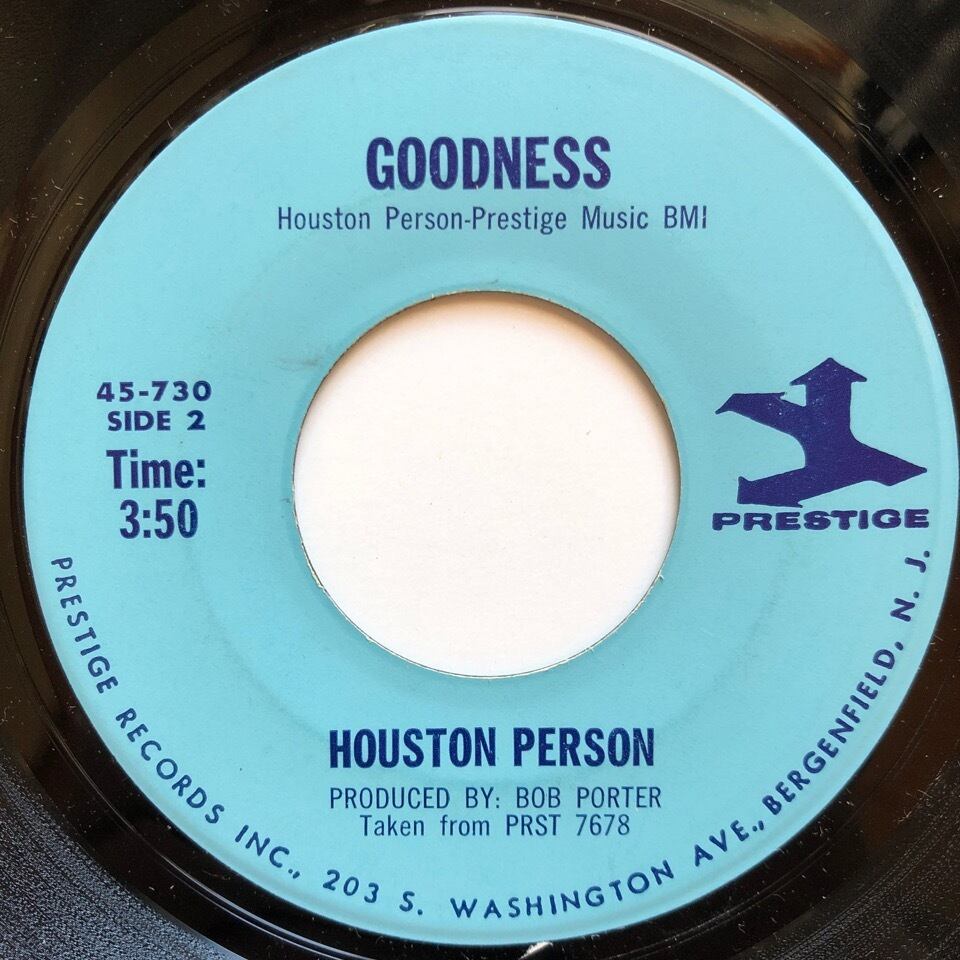 GOODNESS
Houston Person-Prestige Music BMI
45-730
SIDE 2
Time:
3:50
PRESTIGE
HOUSTON PERSON
PRODUCED BY: BOB PORTER
Taken from PRST 7678
PRESTIGE RECORDS INC., 203 S. WASHINGTON AVE., BERGENFIELD, N. J.